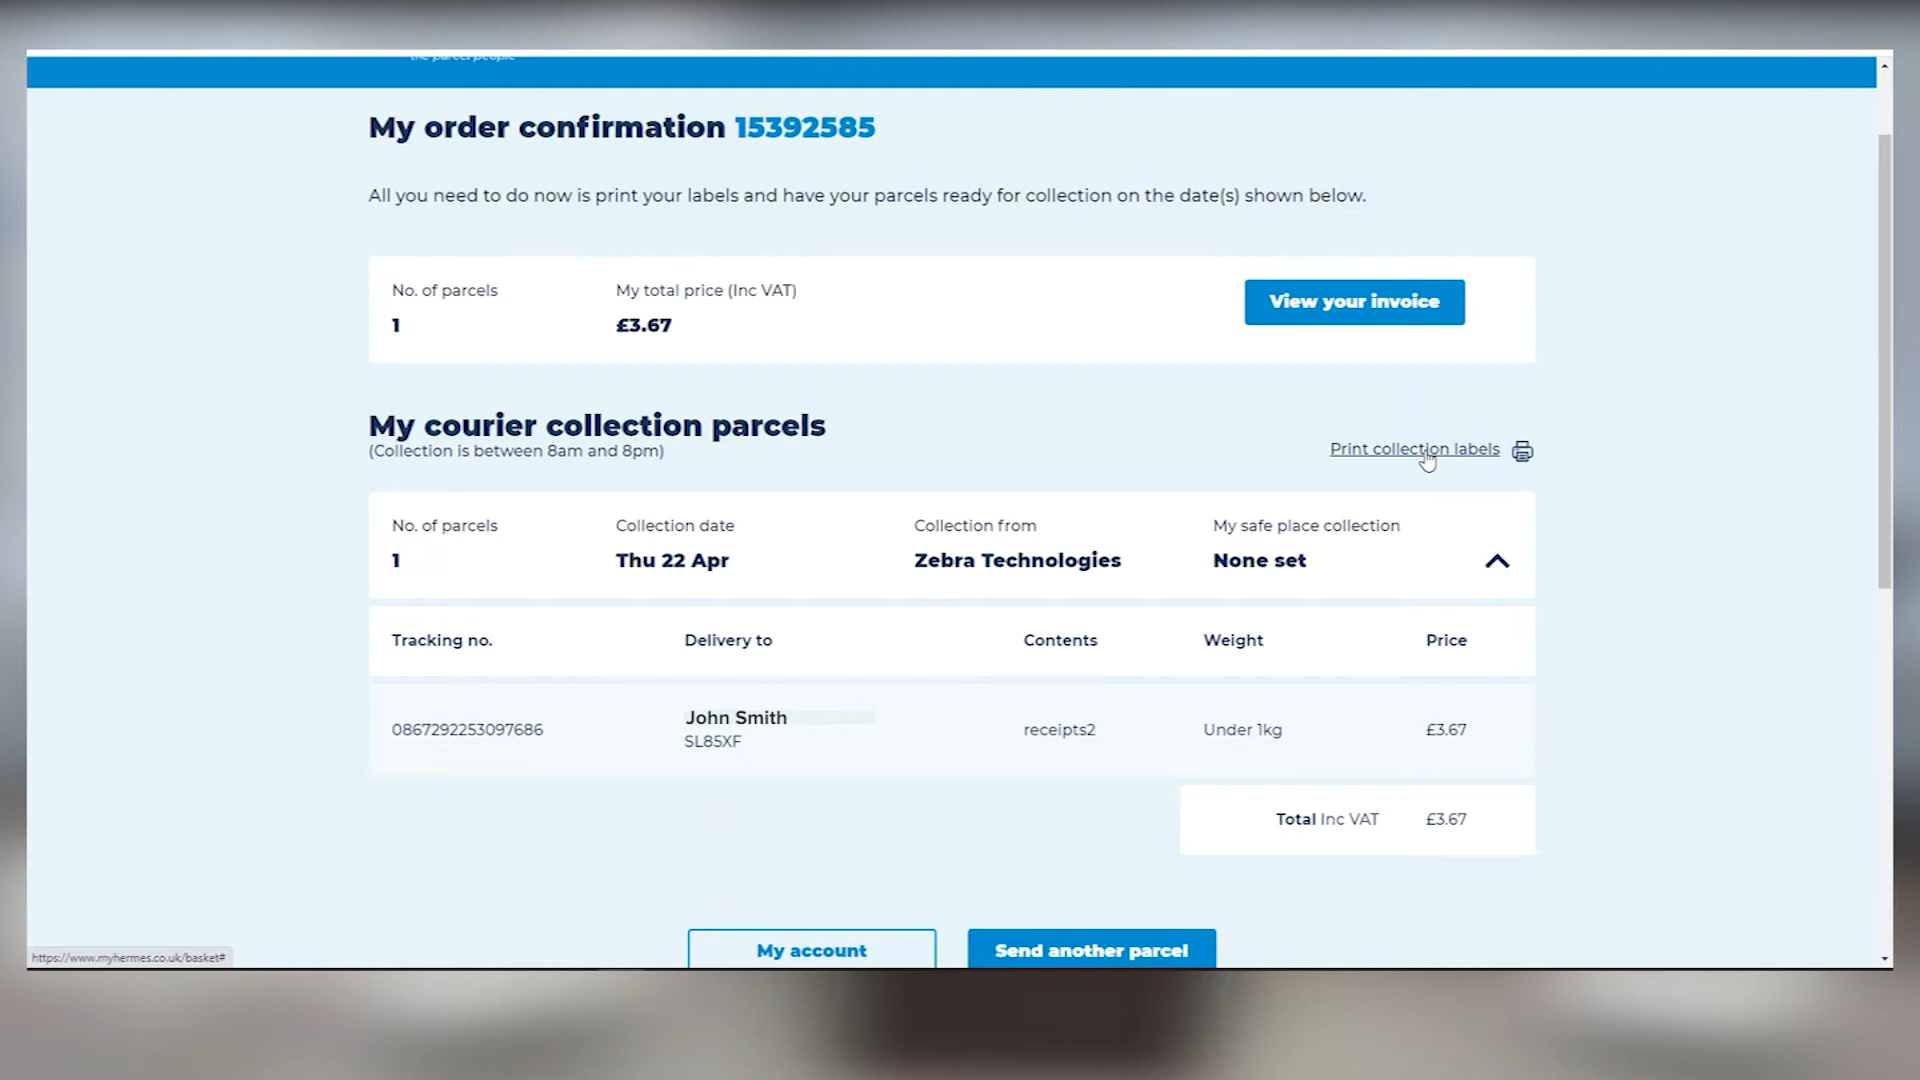 the parcel people
My order confirmation 15392585
All you need to do now is print your labels and have your parcels ready for collection on the date(s) shown below.
No. of parcels My total price (Inc VAT) View your invoice
1 £3.67
My courier collection parcels
(Collection is between 8am and 8pm) Print collection labels
No. of parcels Collection date Collection from My safe place collection
1 Thu 22 Apr Zebra Technologies None set
Tracking no. Delivery to Contents Weight Price
John Smith
0867292253097686 receipts2 Under 1kg £3.67
SL85XF
Total Inc VAT £3.67
My account Send another parcel
https://www.myhermes.co.uk/basket#